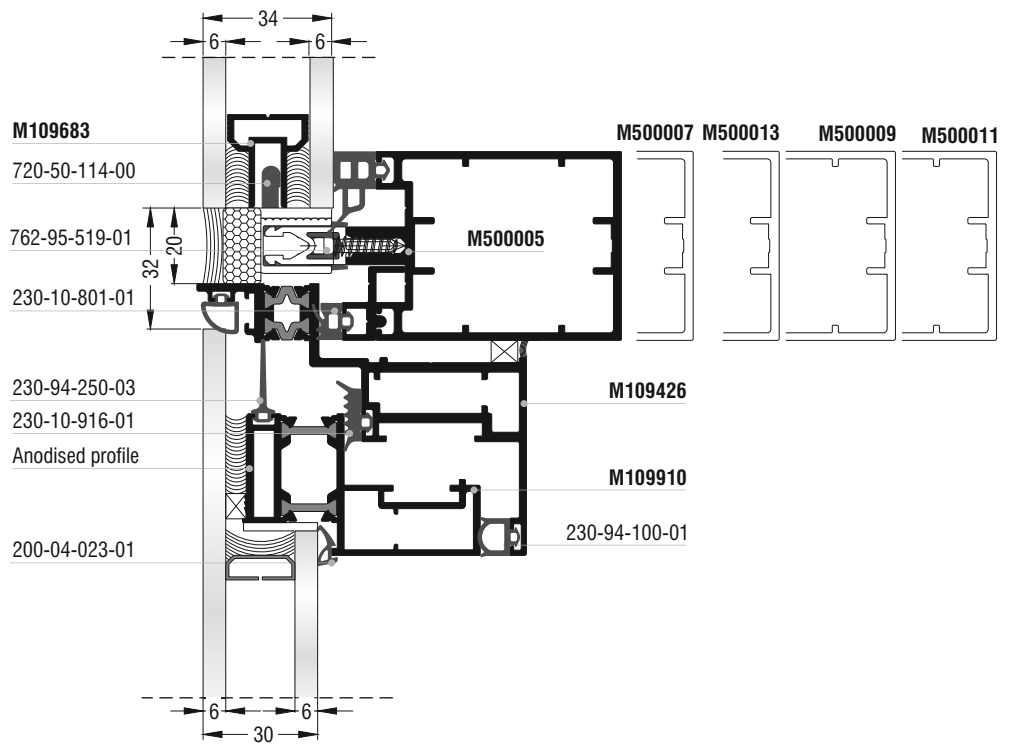 34
6
6
M109683
M500007
M500013
M500009
M500011
720-50-114-00
762-95-519-01
20
32
M500005
230-10-801-01
230-94-250-03
M109426
230-10-916-01
Anodised profile
M109910
230-94-100-01
200-04-023-01
6
6
30